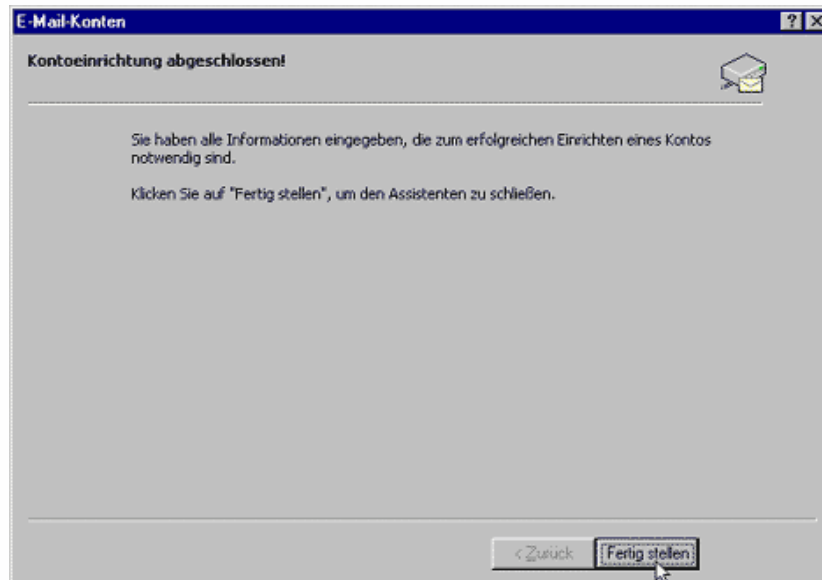 E-Mail-Konten
Kontoeinrichtung abgeschlossen!
Sie haben alle Informationen eingegeben, die zum erfolgreichen Einrichten eines Kontos
notwendig sind.
Klicken Sie auf "Fertig stellen", um den Assistenten zu schließen.
< Zurück
Fertig stellen